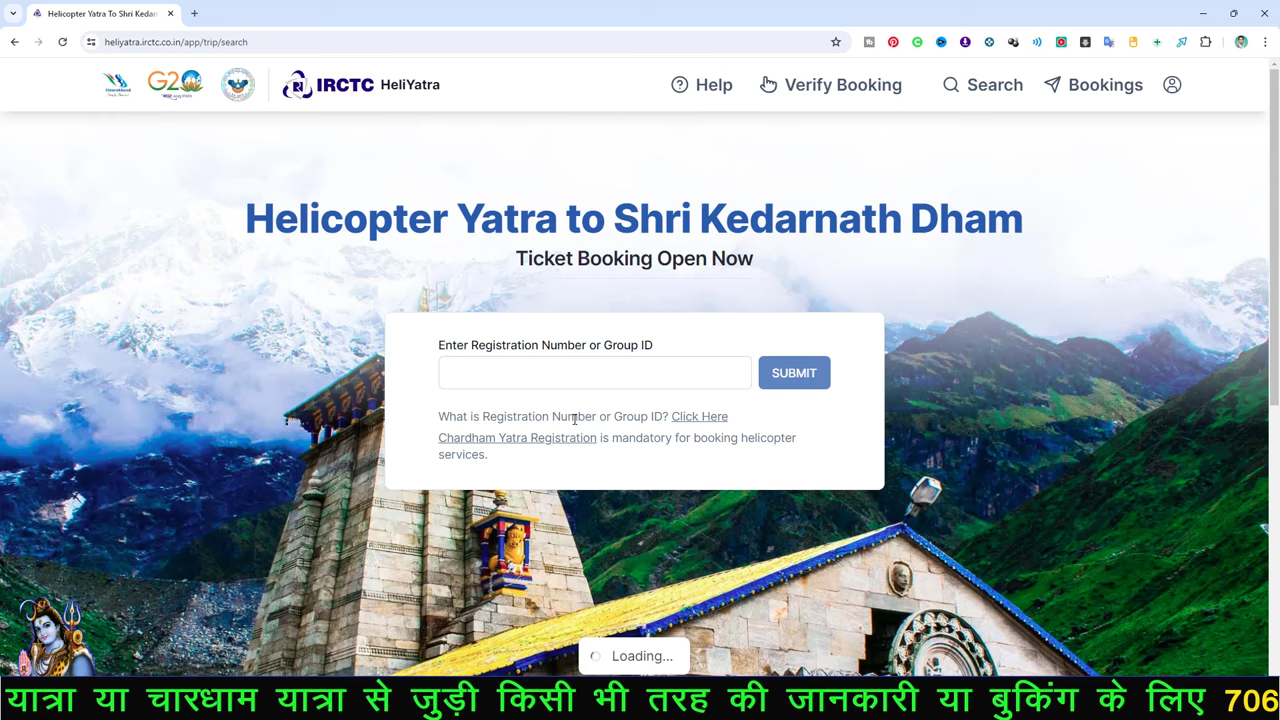 Helicopter Yatra To Shri Kedar
heliyatra.irctc.co.in/app/trip/search
G20
IRCTC HeliYatra
Help
Verify Booking
Search
Bookings
Helicopter Yatra to Shri Kedarnath Dham
Ticket Booking Open Now
Enter Registration Number or Group ID
SUBMIT
What is Registration Number or Group ID? Click Here
Chardham Yatra Registration is mandatory for booking helicopter
services.
Loading...
यात्रा या चारधाम यात्रा से जुड़ी किसी भी तरह की जानकारी या बुकिंग के लिए 706